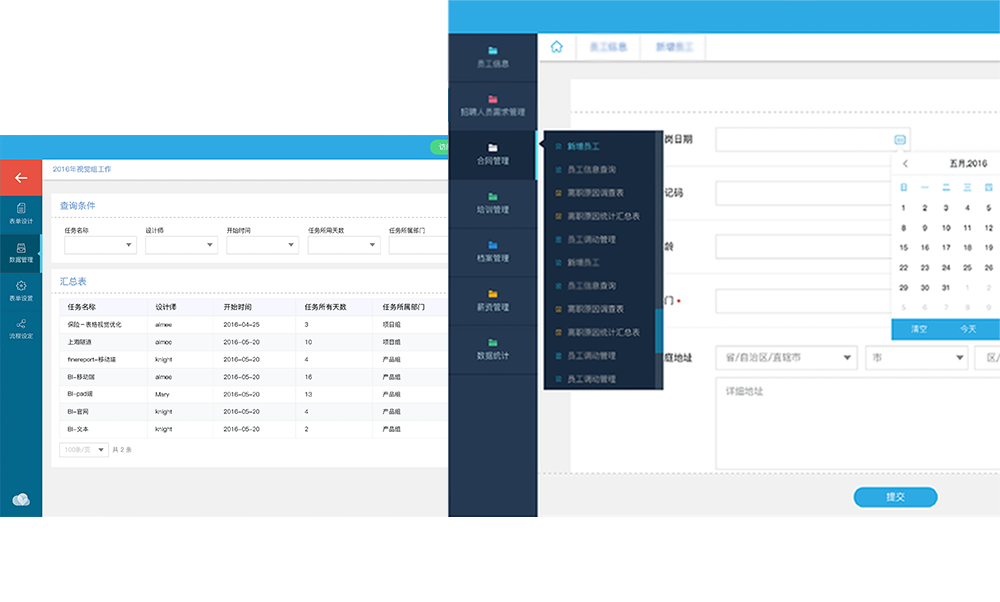 访
2016年视觉组工作
表单设计
数据管理
表单设置
流程设定
查询条件
任务名称 设计师 开始时间 任务所用天数 任务所属部门
汇总表
任务名称 设计师 开始时间 任务所有天数 任务所属部门
保险-表格视觉优化 aimee 2016-04-25 3 项目组
上海隧道 aimee 2016-05-20 10 项目组
finereport-移动端 knight 2016-05-20 4 产品组
BI-移动端 aimee 2016-05-20 16 产品组
BI-pad端 Mary 2016-05-20 13 产品组
BI-官网 knight 2016-05-20 4 产品组
BI-文本 knight 2016-05-20 2 产品组
100条/页 共 2 条
员工信息
招聘人员需求管理
合同管理
培训管理
档案管理
薪资管理
数据统计
员工信息 新增员工
新增员工
员工信息查询
离职原因调查表
离职原因统计汇总表
员工调动管理
新增员工
员工信息查询
离职原因调查表
离职原因统计汇总表
员工调动管理
员工调动管理
岗日期
记码
龄
门 *
庭地址
五月,2016
日 一 二 三 四
1 2 3 4 5
8 9 10 11 12
15 16 17 18 19
22 23 24 25 26
29 30 31 1 2
5 6 7 8 9
清空 今天
省/自治区/直辖市 市 区/
详细地址
提交